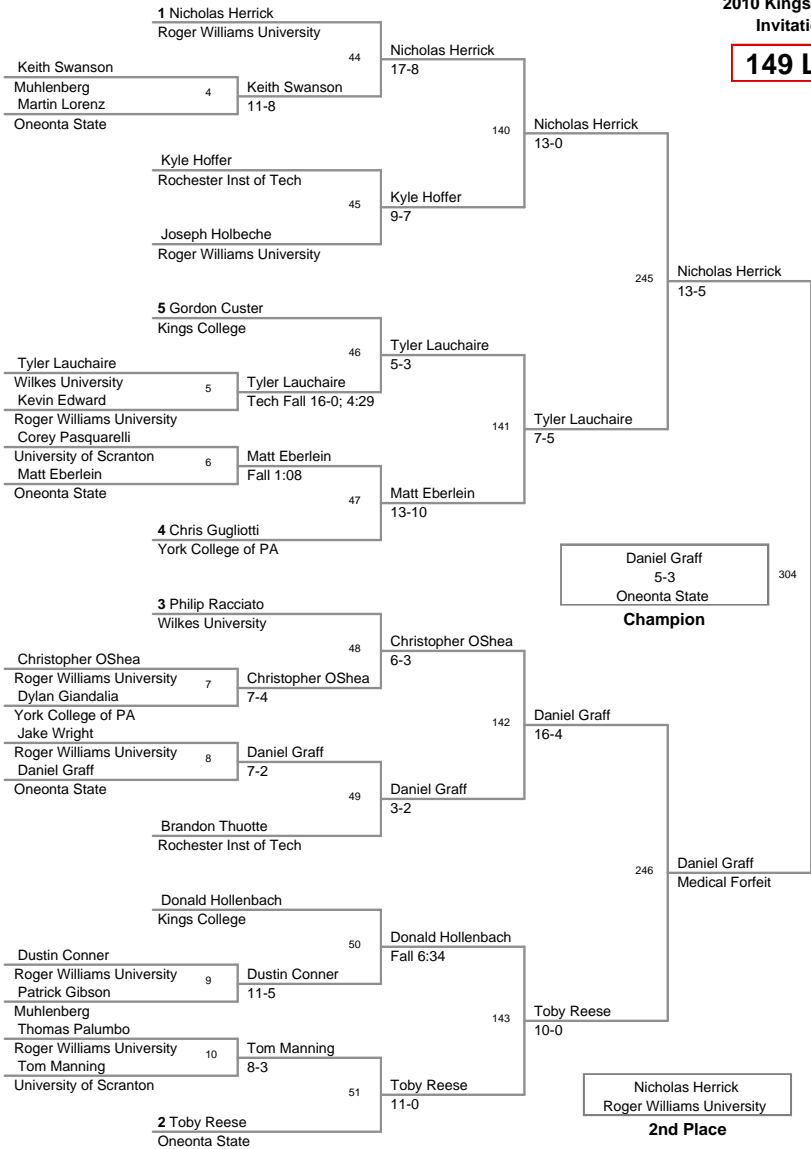 2010 Kings
Invitati
149 L
1 Nicholas Herrick
Roger Williams University
44
Nicholas Herrick
17-8
Keith Swanson
Muhlenberg
4
Keith Swanson
Martin Lorenz
11-8
Oneonta State
140
Nicholas Herrick
13-0
Kyle Hoffer
Rochester Inst of Tech
45
Kyle Hoffer
9-7
Joseph Holbeche
Roger Williams University
245
Nicholas Herrick
13-5
5 Gordon Custer
Kings College
46
Tyler Lauchaire
5-3
Tyler Lauchaire
Wilkes University
5
Tyler Lauchaire
Kevin Edward
Tech Fall 16-0; 4:29
Roger Williams University
141
Tyler Lauchaire
7-5
Corey Pasquarelli
University of Scranton
6
Matt Eberlein
Matt Eberlein
Fall 1:08
Oneonta State
47
Matt Eberlein
13-10
4 Chris Gugliotti
York College of PA
Daniel Graff
5-3
Oneonta State
304
Champion
3 Philip Racciato
Wilkes University
48
Christopher OShea
6-3
Christopher OShea
Roger Williams University
7
Christopher OShea
Dylan Giandalia
7-4
York College of PA
142
Daniel Graff
16-4
Jake Wright
Roger Williams University
8
Daniel Graff
Daniel Graff
7-2
Oneonta State
49
Daniel Graff
3-2
Brandon Thuotte
Rochester Inst of Tech
246
Daniel Graff
Medical Forfeit
Donald Hollenbach
Kings College
50
Donald Hollenbach
Fall 6:34
Dustin Conner
Roger Williams University
9
Dustin Conner
Patrick Gibson
11-5
Muhlenberg
143
Toby Reese
10-0
Thomas Palumbo
Roger Williams University
10
Tom Manning
Tom Manning
8-3
University of Scranton
51
Toby Reese
11-0
2 Toby Reese
Oneonta State
Nicholas Herrick
Roger Williams University
2nd Place